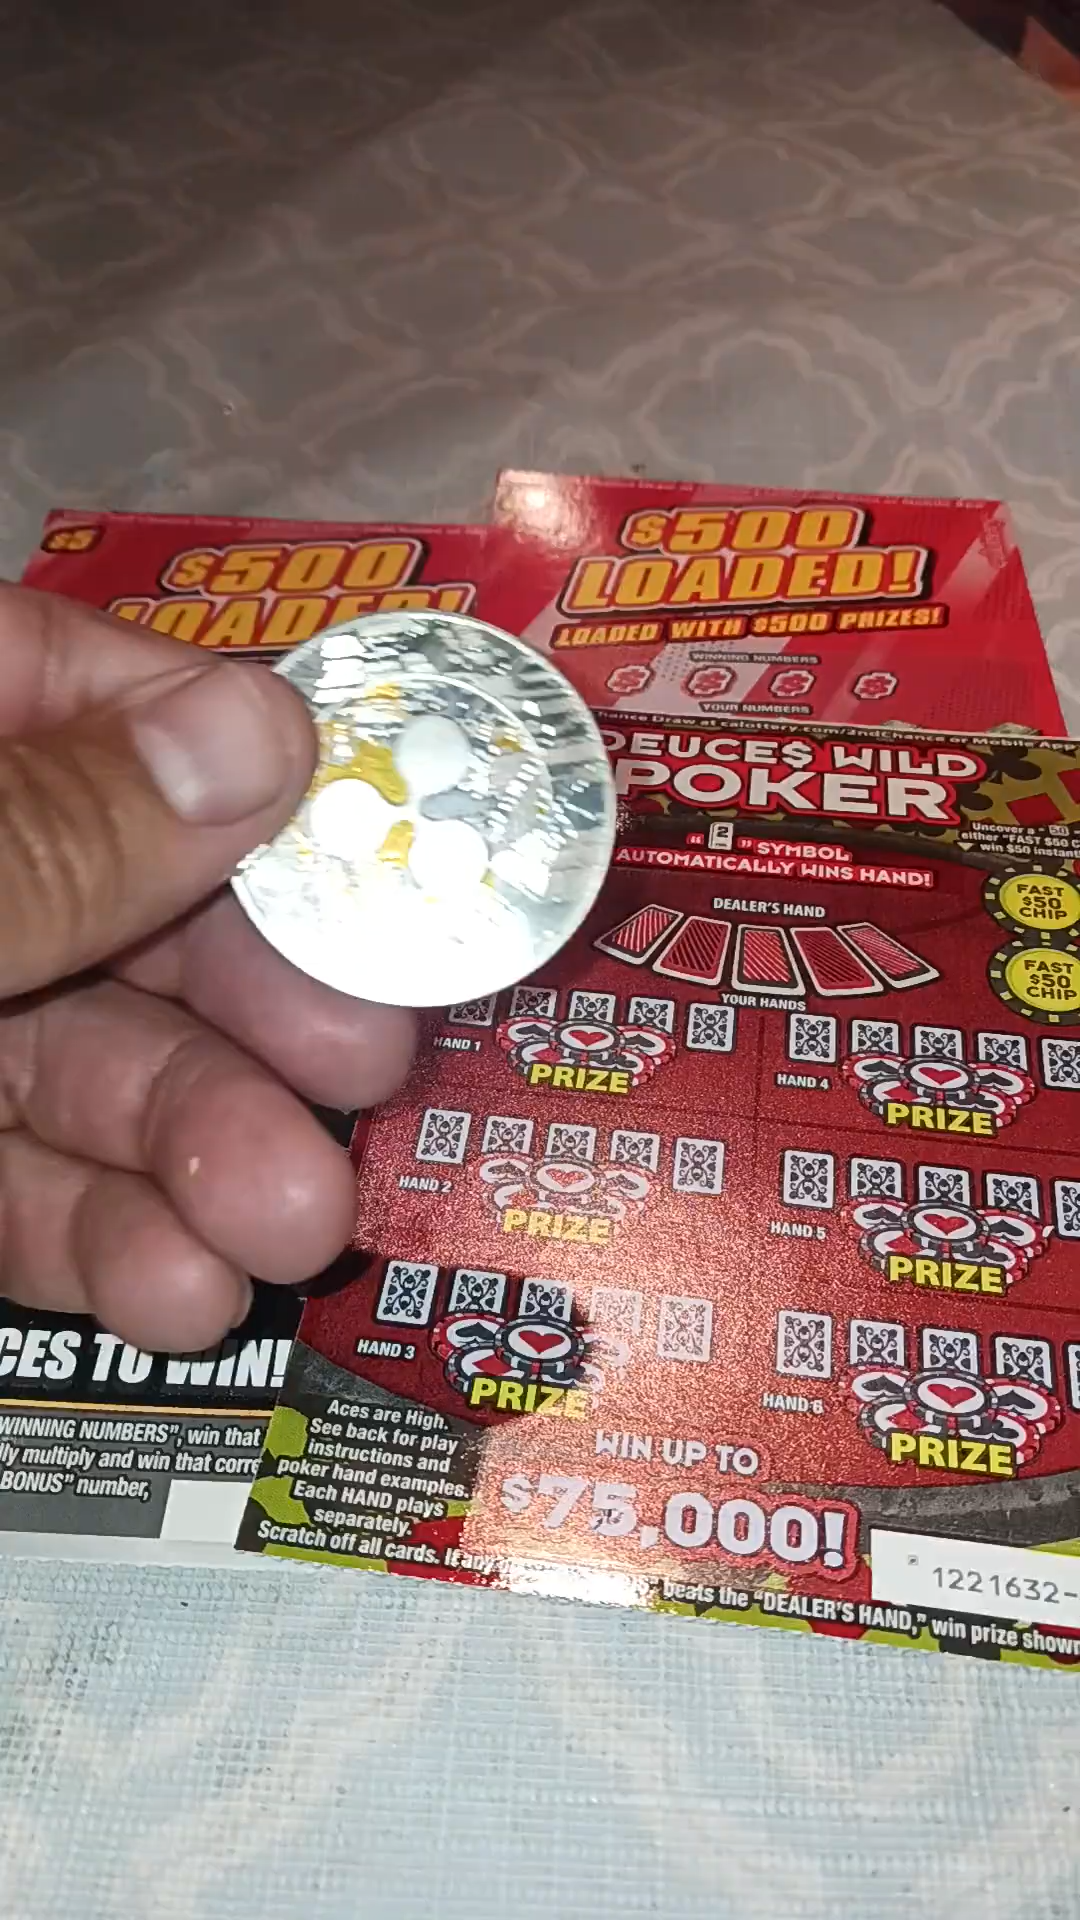 $5
$500
LOADED!
$500
LOADED!
LOADED WITH $500 PRIZES!
WINNING NUMBERS
YOUR NUMBERS
Chance Draw at calottery.com/2ndChance or Mobile App
DEUCE$ WILD
POKER
Uncover a
either "FAST $50 C
win $50 instant
" 2 " SYMBOL
AUTOMATICALLY WINS HAND!
DEALER'S HAND
FAST
$50
CHIP
FAST
$50
CHIP
YOUR HANDS
HAND 1
PRIZE
HAND 4
PRIZE
HAND 2
PRIZE
HAND 5
PRIZE
HAND 3
PRIZE
HAND 6
PRIZE
CES TO WIN!
WINNING NUMBERS", win that
lly multiply and win that corre
BONUS" number,
Aces are High.
See back for play
instructions and
poker hand examples.
Each HAND plays
separately.
Scratch off all cards. If any
beats the "DEALER'S HAND," win prize shown
WIN UP TO
$75,000!
1221632-